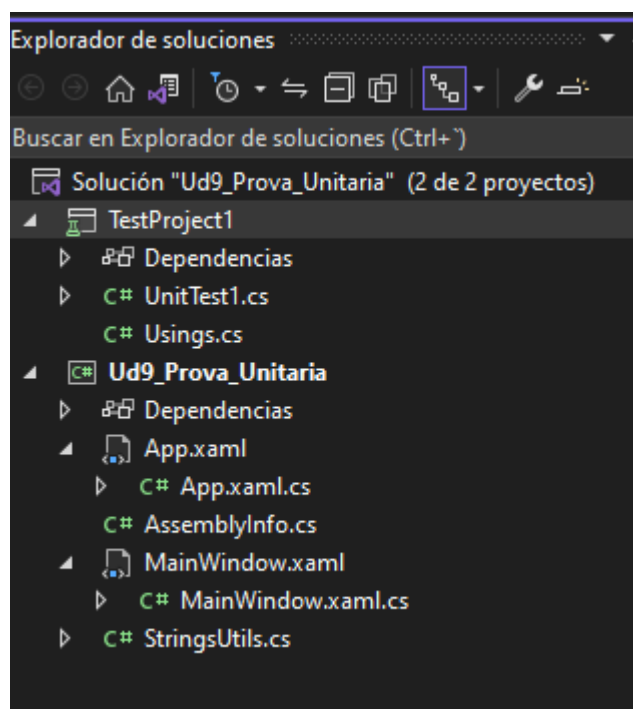 Explorador de soluciones
Buscar en Explorador de soluciones (Ctrl+`)
Solución "Ud9_Prova_Unitaria" (2 de 2 proyectos)
TestProject1
Dependencias
C# UnitTest1.cs
C# Usings.cs
C# Ud9_Prova_Unitaria
Dependencias
App.xaml
C# App.xaml.cs
C# AssemblyInfo.cs
MainWindow.xaml
C# MainWindow.xaml.cs
C# StringsUtils.cs